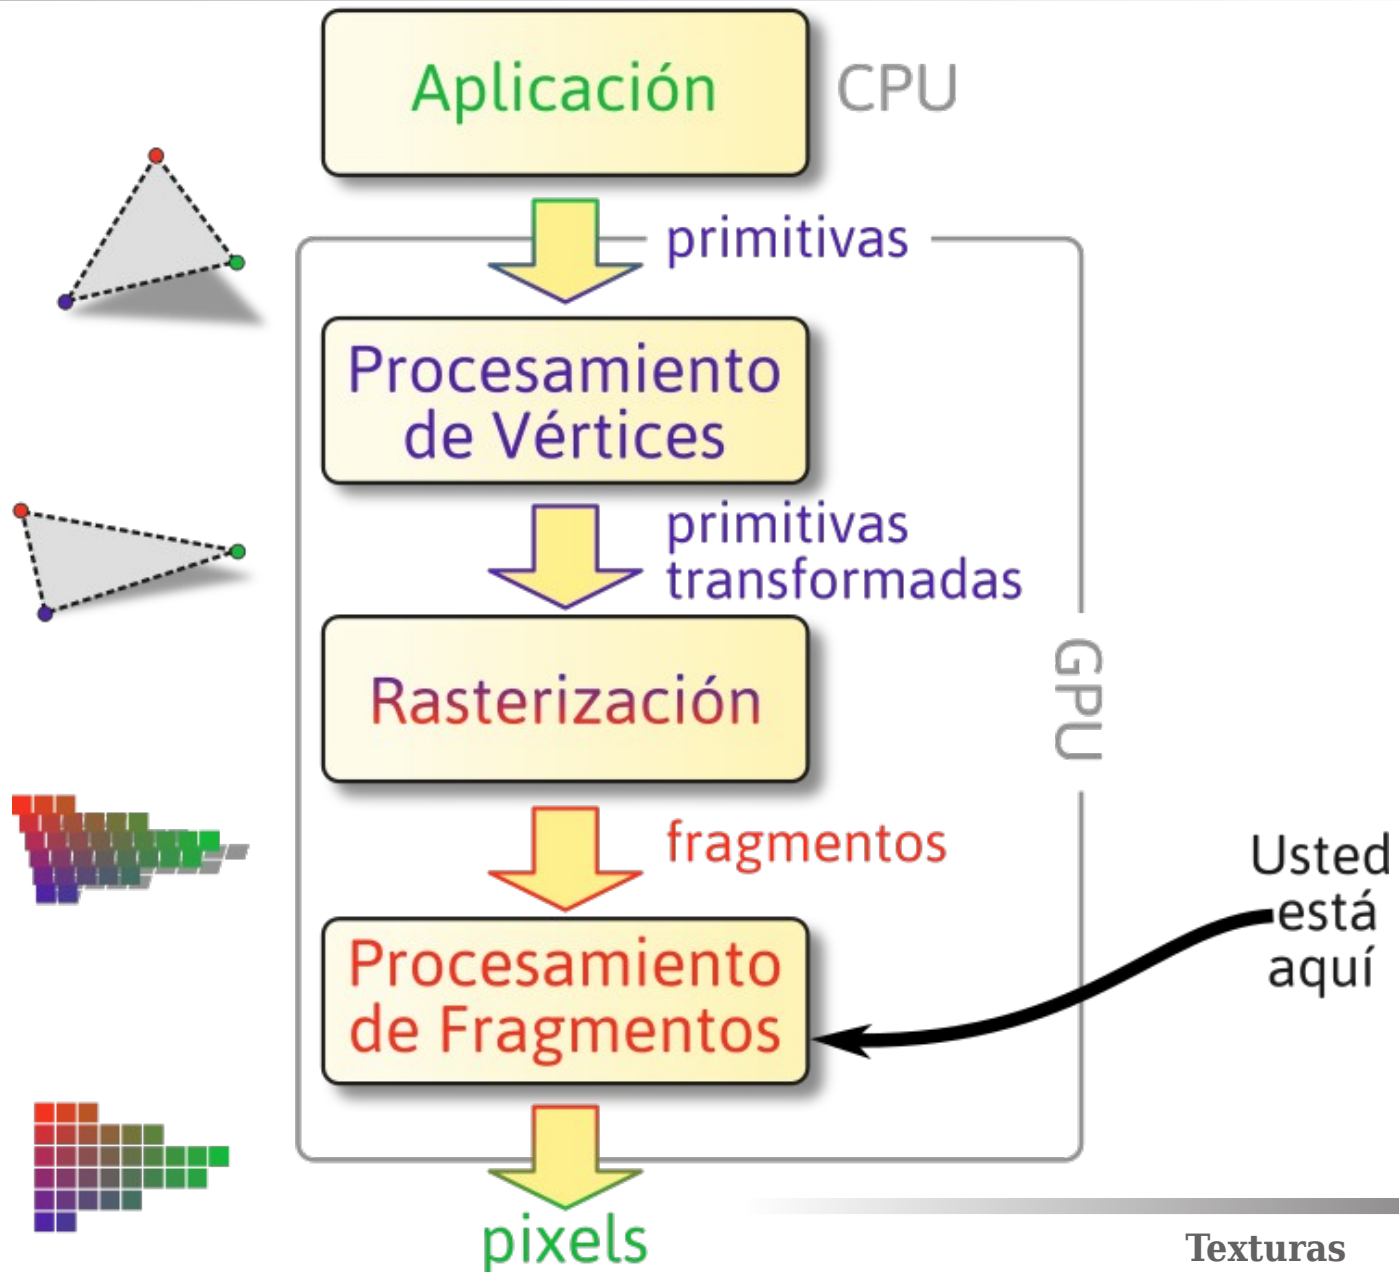 Aplicación
CPU
primitivas
Procesamiento
de Vértices
primitivas
transformadas
Rasterización
GPU
fragmentos
Usted
está
aquí
Procesamiento
de Fragmentos
pixels
Texturas